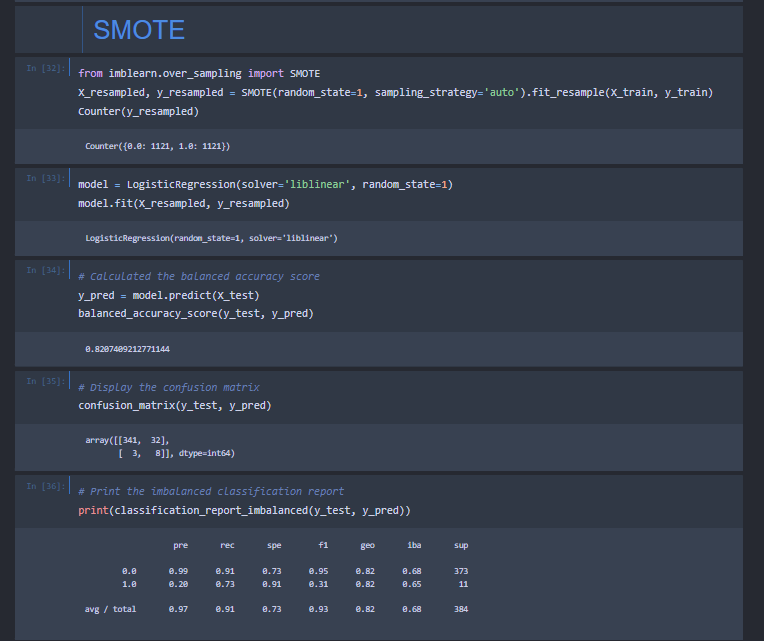 SMOTE
In [32]:
from imblearn.over_sampling import SMOTE
X_resampled, y_resampled = SMOTE(random_state=1, sampling_strategy='auto').fit_resample(X_train, y_train)
Counter(y_resampled)
Counter({0.0: 1121, 1.0: 1121})
In [33]:
model = LogisticRegression(solver='liblinear', random_state=1)
model.fit(X_resampled, y_resampled)
LogisticRegression(random_state=1, solver='liblinear')
In [34]:
# Calculated the balanced accuracy score
y_pred = model.predict(X_test)
balanced_accuracy_score(y_test, y_pred)
0.8207409212771144
In [35]:
# Display the confusion matrix
confusion_matrix(y_test, y_pred)
array([[341, 32],
[ 3, 8]], dtype=int64)
In [36]:
# Print the imbalanced classification report
print(classification_report_imbalanced(y_test, y_pred))
pre rec spe f1 geo iba sup
0.0 0.99 0.91 0.73 0.95 0.82 0.68 373
1.0 0.20 0.73 0.91 0.31 0.82 0.65 11
avg / total 0.97 0.91 0.73 0.93 0.82 0.68 384